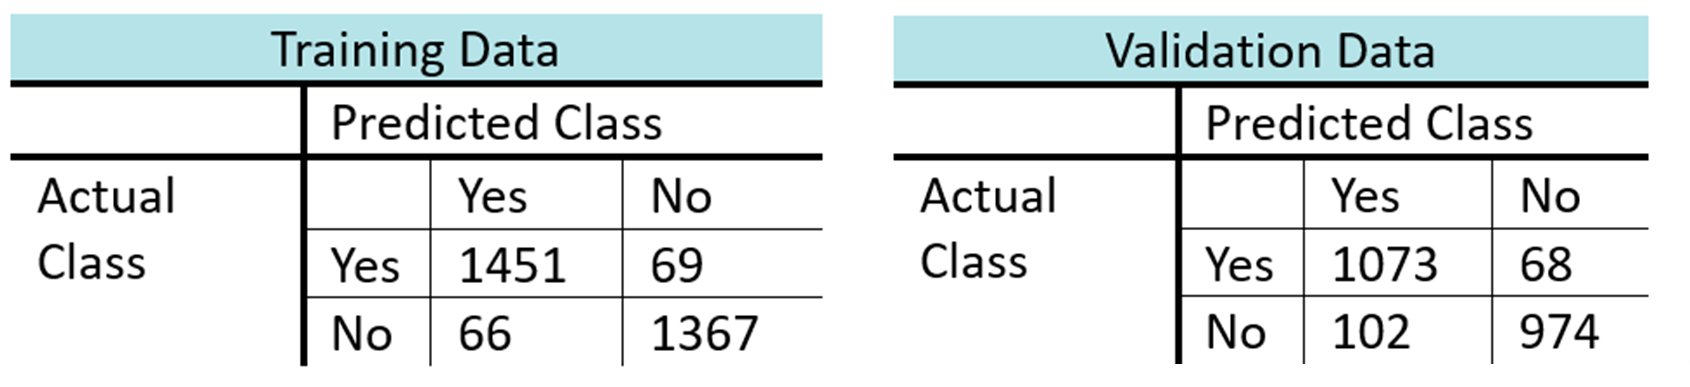 Training Data
Predicted Class
Actual Class
Yes No
Yes 1451 69
No 66 1367
Validation Data
Predicted Class
Actual Class
Yes No
Yes 1073 68
No 102 974